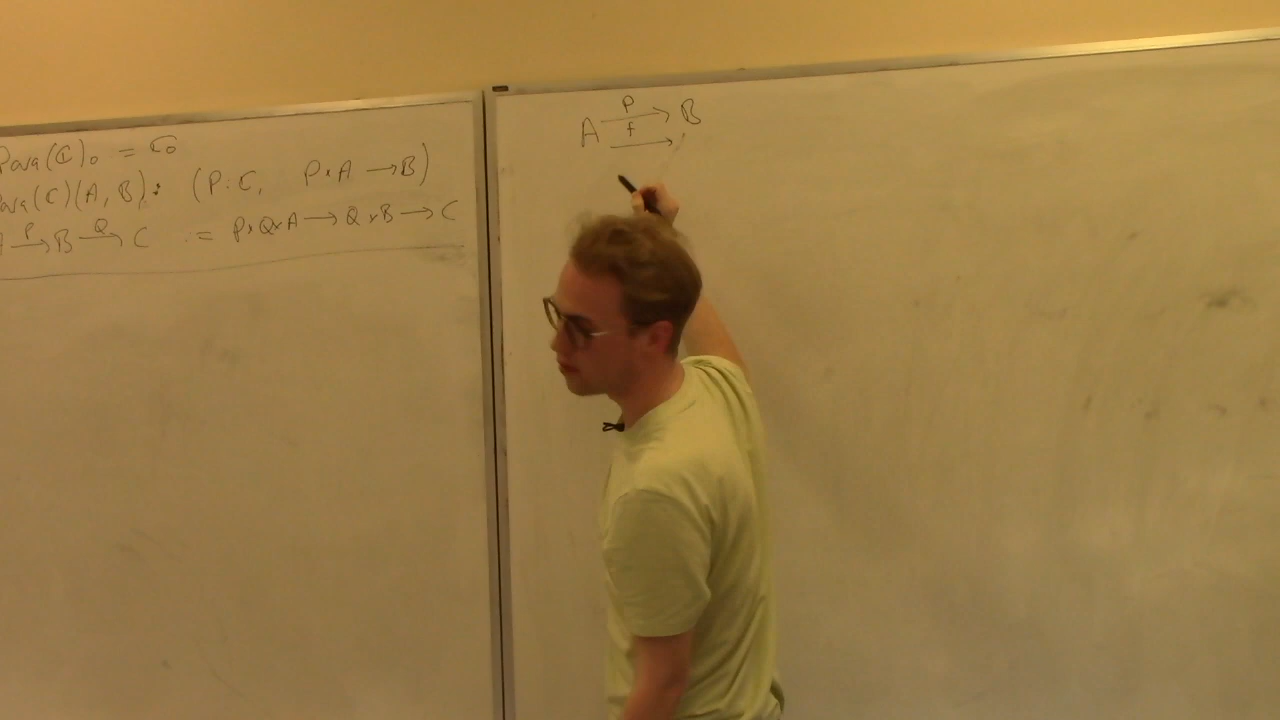 Para(C)₀ = C₀
Para(C)(A, B): (P:C, P×A → B)
A →ᴾ B →^Q C := P×Q×A → Q×B → C
P
A → B
f
→